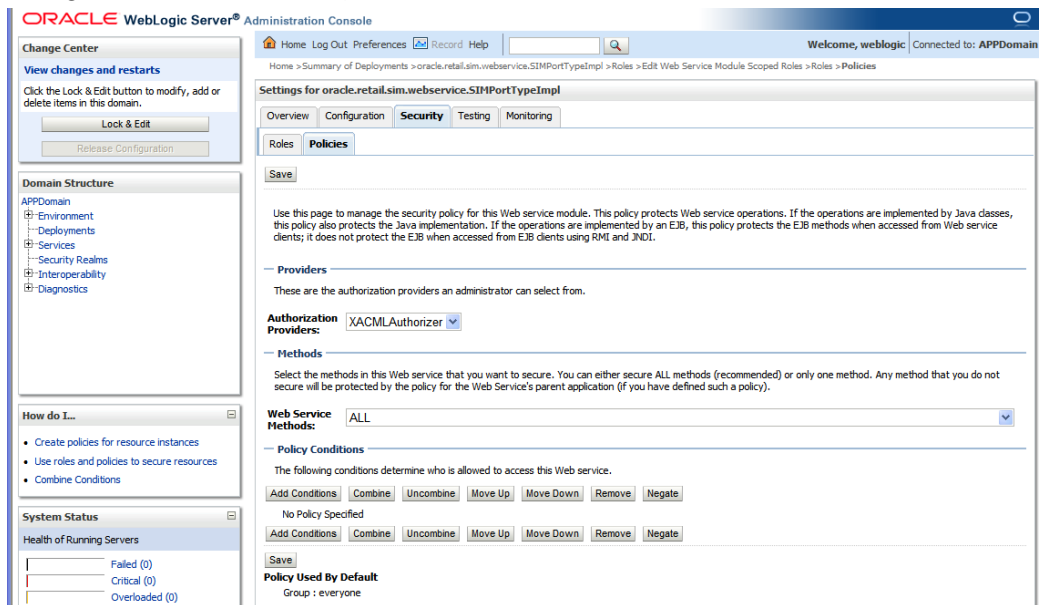 ORACLE WebLogic Server® Administration Console
Change Center
View changes and restarts
Click the Lock & Edit button to modify, add or
delete items in this domain.
Lock & Edit
Release Configuration
Domain Structure
APPDomain
Environment
Deployments
Services
Security Realms
Interoperability
Diagnostics
How do I...
Create policies for resource instances
Use roles and policies to secure resources
Combine Conditions
System Status
Health of Running Servers
Failed (0)
Critical (0)
Overloaded (0)
Home Log Out Preferences Record Help
Welcome, weblogic Connected to: APPDomain
Home >Summary of Deployments >oracle.retail.sim.webservice.SIMPortTypeImpl >Roles >Edit Web Service Module Scoped Roles >Roles >Policies
Settings for oracle.retail.sim.webservice.SIMPortTypeImpl
Overview Configuration Security Testing Monitoring
Roles Policies
Save
Use this page to manage the security policy for this Web service module. This policy protects Web service operations. If the operations are implemented by Java classes,
this policy also protects the Java implementation. If the operations are implemented by an EJB, this policy protects the EJB methods when accessed from Web service
clients; it does not protect the EJB when accessed from EJB clients using RMI and JNDI.
Providers
These are the authorization providers an administrator can select from.
Authorization
Providers:
XACMLAuthorizer
Methods
Select the methods in this Web service that you want to secure. You can either secure ALL methods (recommended) or only one method. Any method that you do not
secure will be protected by the policy for the Web Service's parent application (if you have defined such a policy).
Web Service
Methods:
ALL
Policy Conditions
The following conditions determine who is allowed to access this Web service.
Add Conditions Combine Uncombine Move Up Move Down Remove Negate
No Policy Specified
Add Conditions Combine Uncombine Move Up Move Down Remove Negate
Save
Policy Used By Default
Group : everyone